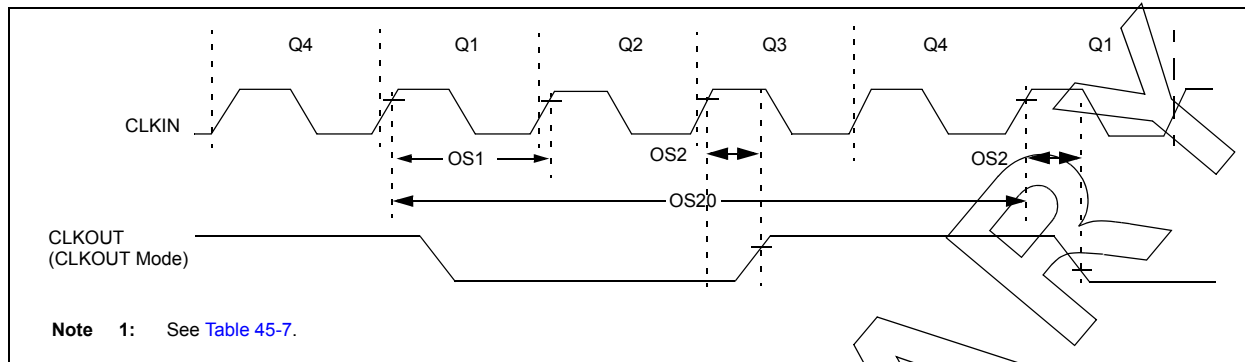 Q4 Q1 Q2 Q3 Q4 Q1
CLKIN
OS1 OS2 OS2
OS20
CLKOUT
(CLKOUT Mode)
Note 1: See Table 45-7.